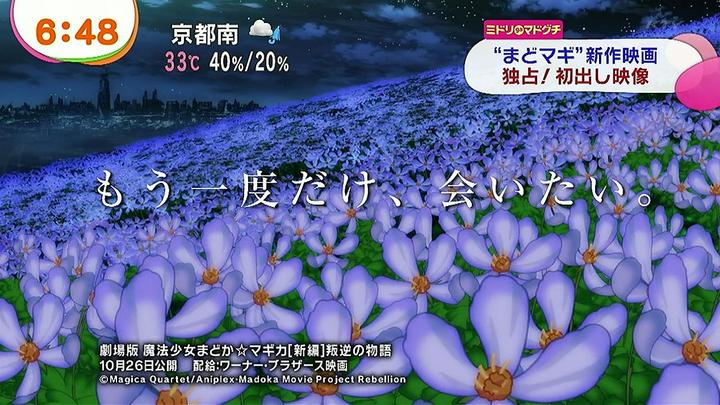 6:48
京都南
33℃ 40%/20%
ミドリのマドグチ
“まどマギ”新作映画
独占！初出し映像
もう一度だけ、会いたい。
劇場版 魔法少女まどか☆マギカ[新編]叛逆の物語
10月26日公開 配給:ワーナー・ブラザース映画
©Magica Quartet/Aniplex・Madoka Movie Project Rebellion